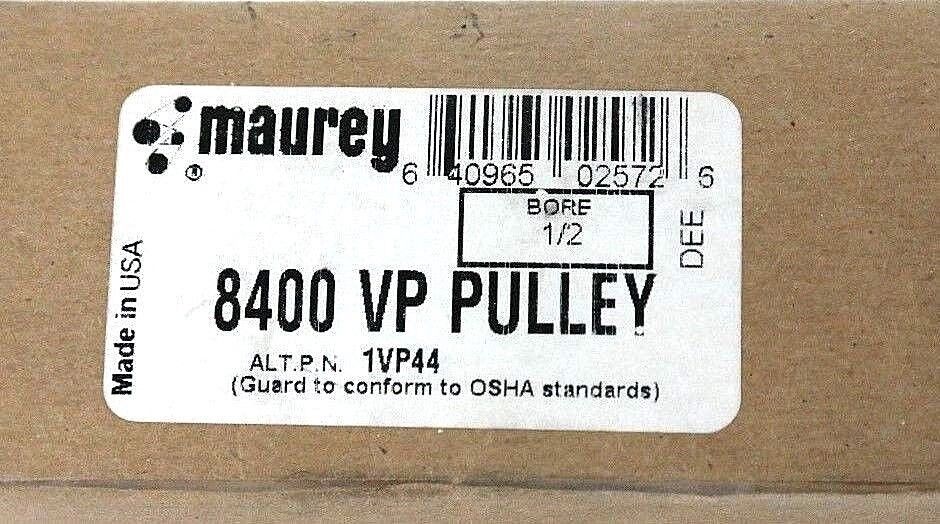 maurey
®
6 40965 02572 6
BORE
1/2
DEE
8400 VP PULLEY
ALT.P.N. 1VP44
(Guard to conform to OSHA standards)
Made in USA